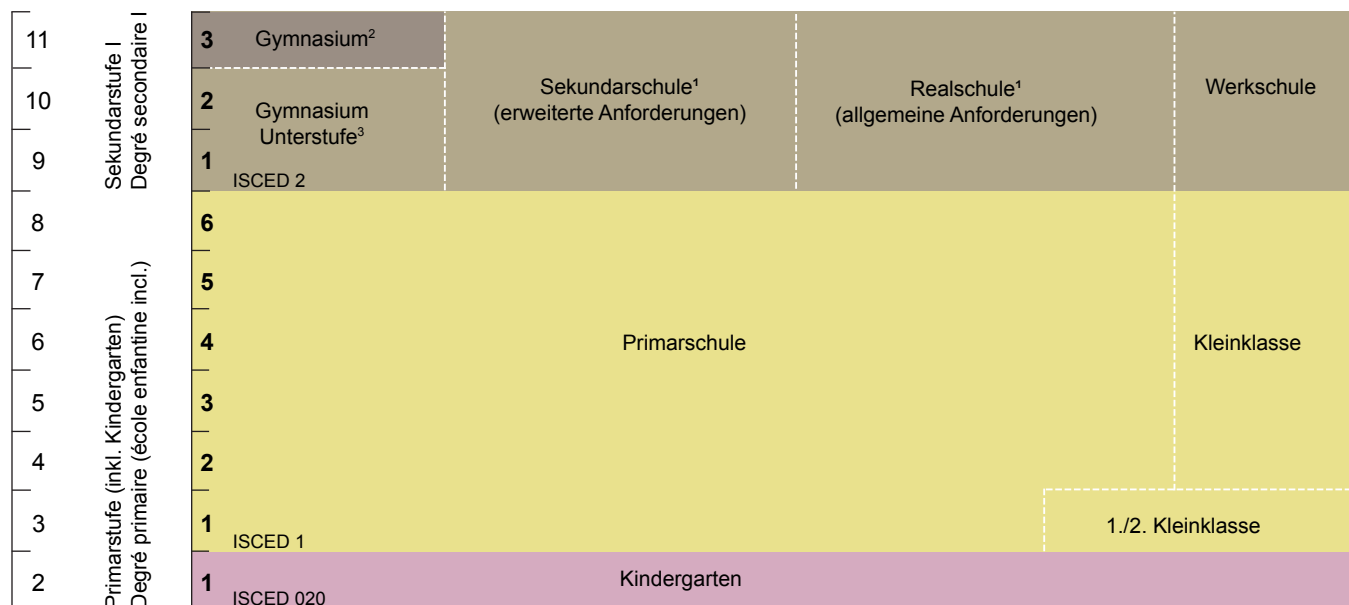 11
Sekundarstufe I
Degré secondaire I
3
Gymnasium²
10
2
Gymnasium
Unterstufe³
Sekundarschule¹
(erweiterte Anforderungen)
Realschule¹
(allgemeine Anforderungen)
Werkschule
9
1
ISCED 2
8
6
7
5
Primarstufe (inkl. Kindergarten)
Degré primaire (école enfantine incl.)
6
4
Primarschule
Kleinklasse
5
3
4
2
3
1
ISCED 1
1./2. Kleinklasse
2
1
Kindergarten
ISCED 020